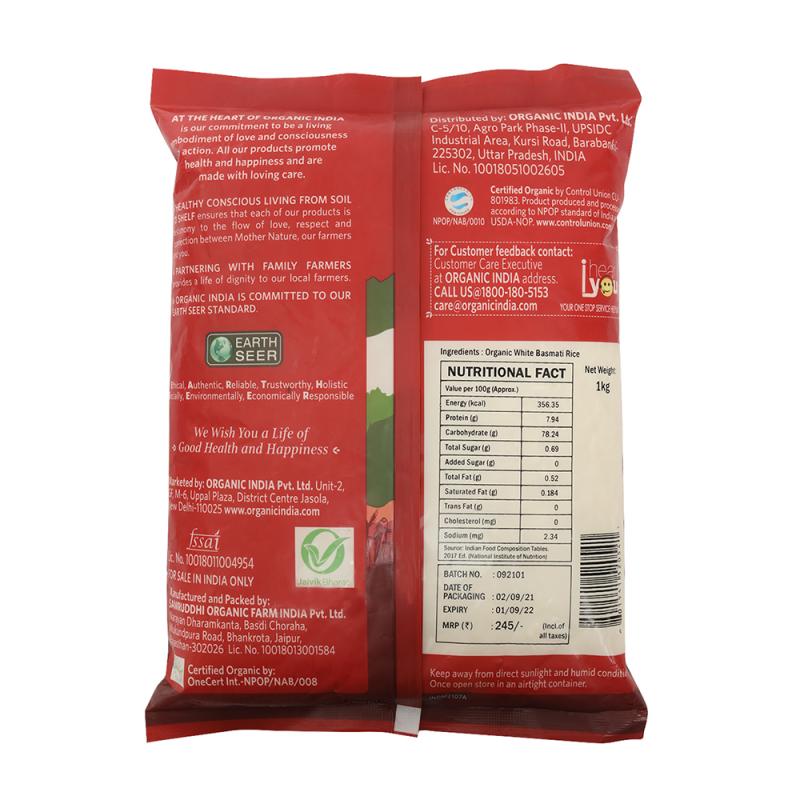 AT THE HEART OF ORGANIC INDIA
is our commitment to be a living
mbodiment of love and consciousness
action. All our products promote
health and happiness and are
made with loving care.
HEALTHY CONSCIOUS LIVING FROM SOIL
SHELF ensures that each of our products is
to the flow of love, respect and
between Mother Nature, our farmers
PARTNERING WITH FAMILY FARMERS
a life of dignity to our local farmers.
ORGANIC INDIA IS COMMITTED TO OUR
EARTH SEER STANDARD.
EARTH
SEER
Ethical, Authentic, Reliable, Trustworthy, Holistic
Environmentally, Economically Responsible
We Wish You a Life of
Good Health and Happiness
Marketed by: ORGANIC INDIA Pvt. Ltd. Unit-2,
M-6, Uppal Plaza, District Centre Jasola,
New Delhi-110025 www.organicindia.com
fssai
Lic. No. 10018011004954
FOR SALE IN INDIA ONLY
Jaivik Bharat
Manufactured and Packed by:
SAMRUDDHI ORGANIC FARM INDIA Pvt. Ltd.
Dharamkanta, Basdi Choraha,
Road, Bhankrota, Jaipur,
302026 Lic. No. 10018013001584
Certified Organic by:
OneCert Int.-NPOP/NAB/008
Distributed by: ORGANIC INDIA Pvt. Lt
C-5/10, Agro Park Phase-II, UPSIDC
Industrial Area, Kursi Road, Barabanki-
225302, Uttar Pradesh, INDIA
Lic. No. 10018051002605
Certified Organic by Control Union CU
801983. Product produced and proce
according to NPOP standard of India
NPOP/NAB/0010 USDA-NOP. www.controlunion.com
For Customer feedback contact:
Customer Care Executive
at ORGANIC INDIA address.
CALL US@1800-180-5153
care@organicindia.com
i hea
you
YOUR ONE STOP SERVICE
Ingredients : Organic White Basmati Rice
Net Weight:
1kg
NUTRITIONAL FACT
Value per 100g (Approx.)
Energy (kcal) 356.35
Protein (g) 7.94
Carbohydrate (g) 78.24
Total Sugar (g) 0.69
Added Sugar (g) 0
Total Fat (g) 0.52
Saturated Fat (g) 0.184
Trans Fat (g) 0
Cholesterol (mg) 0
Sodium (mg) 2.34
Source: Indian Food Composition Tables.
2017 Ed. (National Institute of Nutrition)
BATCH NO. : 092101
DATE OF
PACKAGING : 02/09/21
EXPIRY : 01/09/22
MRP (₹) : 245/- (Incl. of
all taxes)
Keep away from direct sunlight and humid conditi
Once open store in an airtight container.